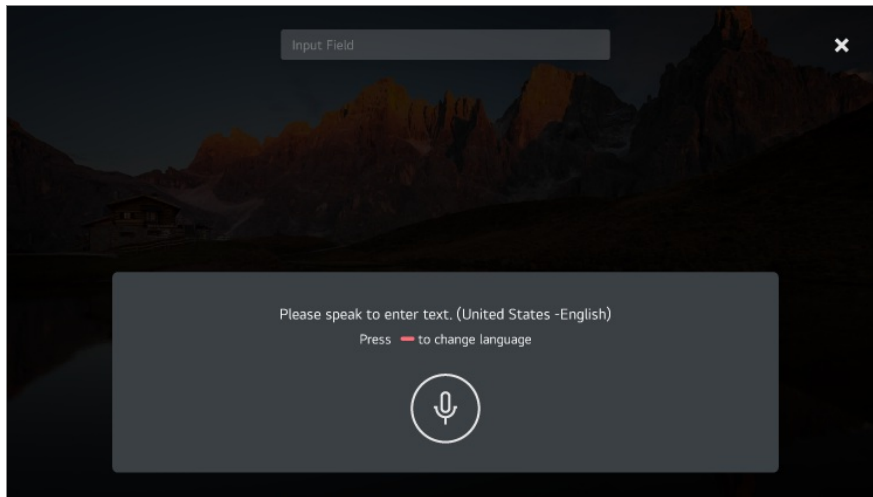 Input Field
Please speak to enter text. (United States -English)
Press to change language